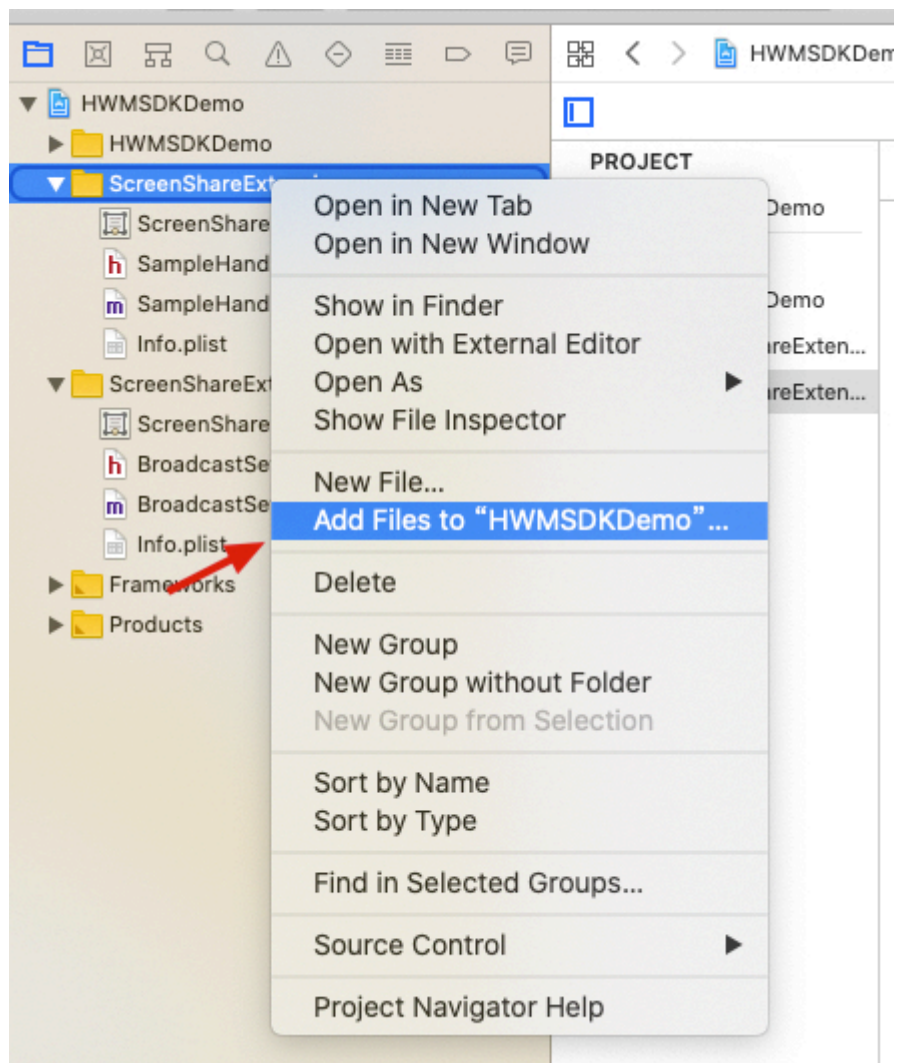 HWMSDKDem
HWMSDKDemo
HWMSDKDemo
ScreenShareExt
ScreenShare
h SampleHand
m SampleHand
Info.plist
ScreenShareExt
ScreenShare
h BroadcastSe
m BroadcastSe
Info.plist
Frameworks
Products
PROJECT
Demo
Demo
reExten...
areExten...
Open in New Tab
Open in New Window
Show in Finder
Open with External Editor
Open As
Show File Inspector
New File...
Add Files to “HWMSDKDemo”...
Delete
New Group
New Group without Folder
New Group from Selection
Sort by Name
Sort by Type
Find in Selected Groups...
Source Control
Project Navigator Help